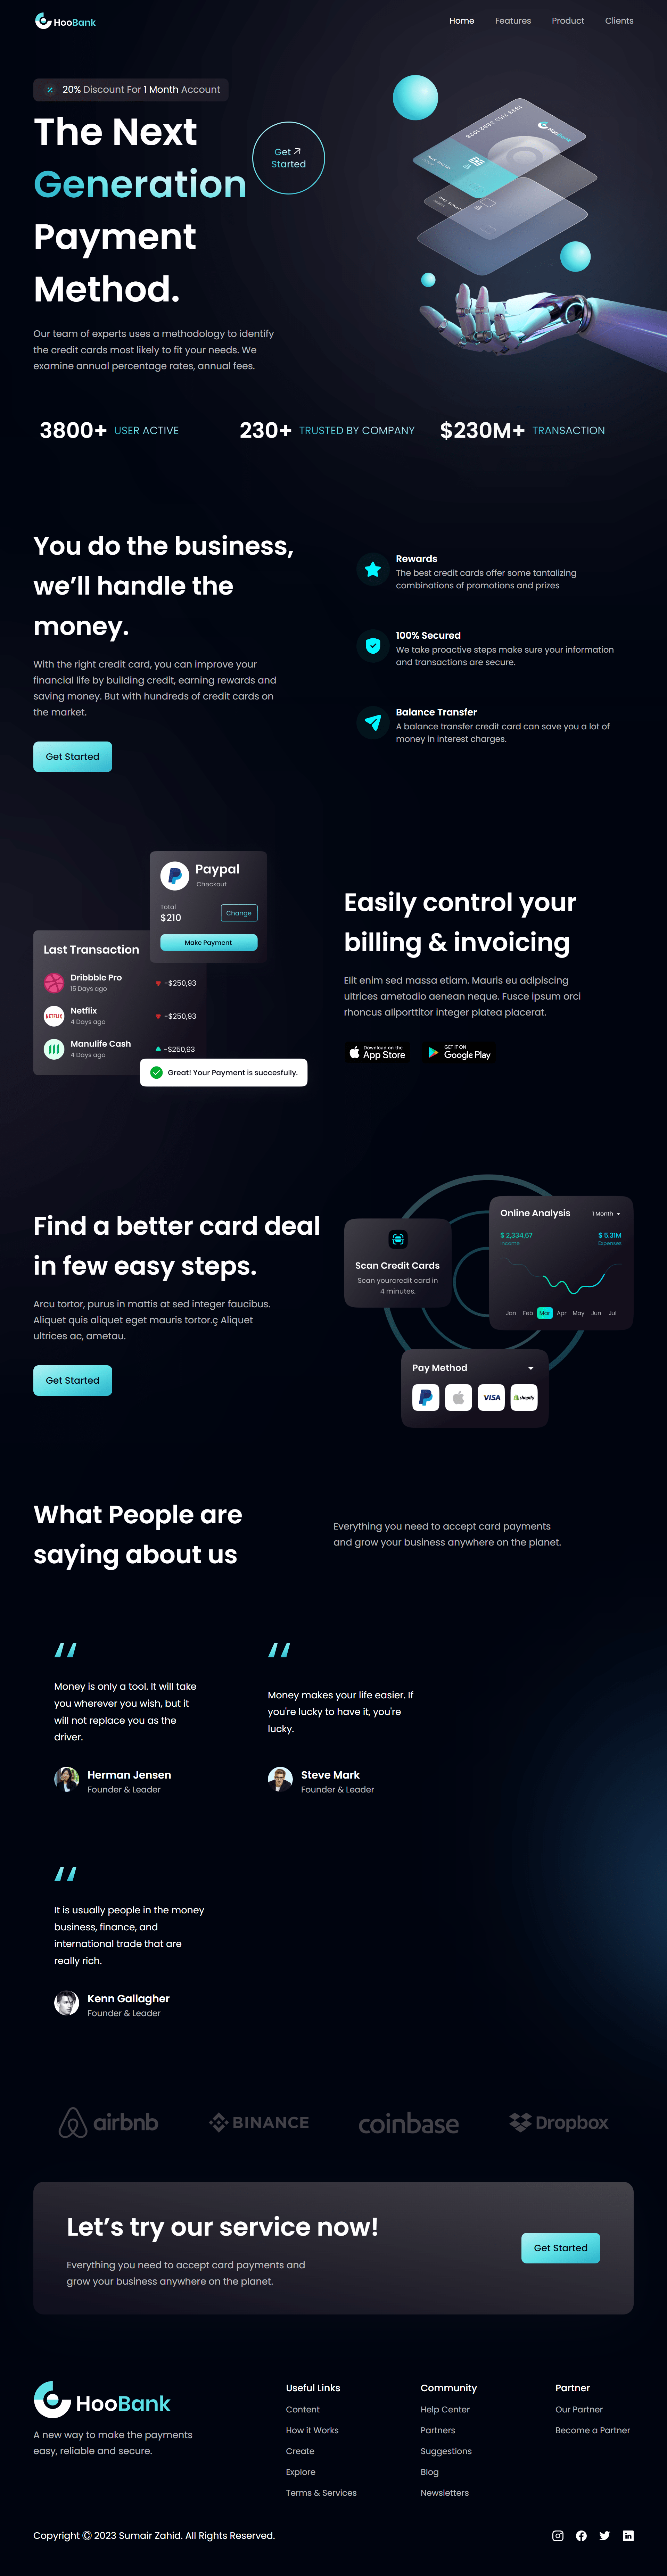 HooBank
Home Features Product Clients
20% Discount For 1 Month Account
The Next
Generation
Payment
Method.
Get
Started
HooBank
Our team of experts uses a methodology to identify
the credit cards most likely to fit your needs. We
examine annual percentage rates, annual fees.
3800+ USER ACTIVE
230+ TRUSTED BY COMPANY
$230M+ TRANSACTION
You do the business,
we’ll handle the
money.
With the right credit card, you can improve your
financial life by building credit, earning rewards and
saving money. But with hundreds of credit cards on
the market.
Get Started
Rewards
The best credit cards offer some tantalizing
combinations of promotions and prizes
100% Secured
We take proactive steps make sure your information
and transactions are secure.
Balance Transfer
A balance transfer credit card can save you a lot of
money in interest charges.
Paypal
Checkout
Total
$210
Change
Make Payment
Last Transaction
Dribbble Pro
15 Days ago
-$250,93
NETFLIX
Netflix
4 Days ago
-$250,93
Manulife Cash
4 Days ago
-$250,93
Great! Your Payment is succesfully.
Easily control your
billing & invoicing
Elit enim sed massa etiam. Mauris eu adipiscing
ultrices ametodio aenean neque. Fusce ipsum orci
rhoncus aliporttitor integer platea placerat.
Download on the
App Store
GET IT ON
Google Play
Find a better card deal
in few easy steps.
Arcu tortor, purus in mattis at sed integer faucibus.
Aliquet quis aliquet eget mauris tortor.ç Aliquet
ultrices ac, ametau.
Get Started
Scan Credit Cards
Scan yourcredit card in
4 minutes.
Online Analysis
1 Month
$ 2,334,67
Income
$ 5.31M
Expenses
Jan Feb Mar Apr May Jun Jul
Pay Method
VISA
shopify
What People are
saying about us
Everything you need to accept card payments
and grow your business anywhere on the planet.
Money is only a tool. It will take
you wherever you wish, but it
will not replace you as the
driver.
Herman Jensen
Founder & Leader
Money makes your life easier. If
you're lucky to have it, you're
lucky.
Steve Mark
Founder & Leader
It is usually people in the money
business, finance, and
international trade that are
really rich.
Kenn Gallagher
Founder & Leader
airbnb
BINANCE
coinbase
Dropbox
Let’s try our service now!
Everything you need to accept card payments and
grow your business anywhere on the planet.
Get Started
HooBank
A new way to make the payments
easy, reliable and secure.
Useful Links
Content
How it Works
Create
Explore
Terms & Services
Community
Help Center
Partners
Suggestions
Blog
Newsletters
Partner
Our Partner
Become a Partner
Copyright Ⓒ 2023 Sumair Zahid. All Rights Reserved.